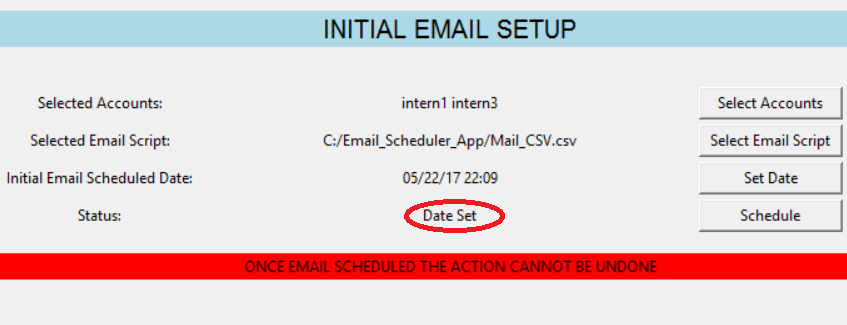 INITIAL EMAIL SETUP
Selected Accounts: intern1 intern3 Select Accounts
Selected Email Script: C:/Email_Scheduler_App/Mail_CSV.csv Select Email Script
Initial Email Scheduled Date: 05/22/17 22:09 Set Date
Status: Date Set Schedule
ONCE EMAIL SCHEDULED THE ACTION CANNOT BE UNDONE